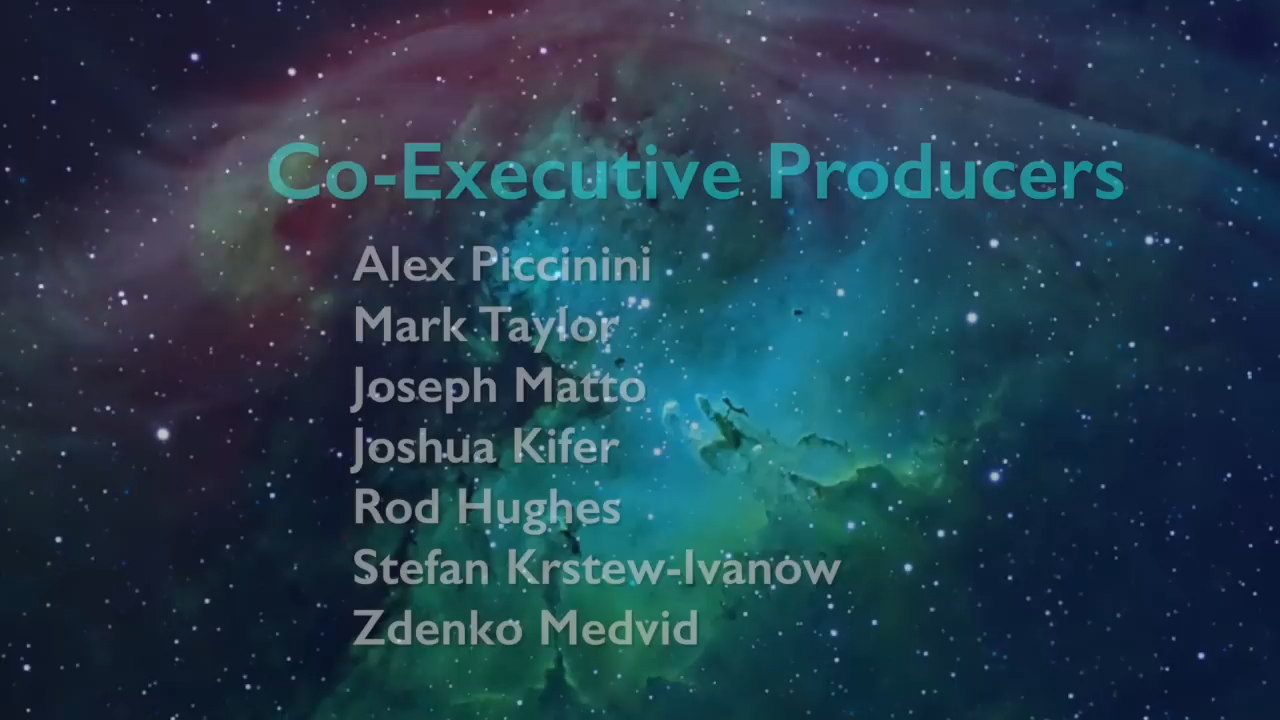 Co-Executive Producers
Alex Piccinini
Mark Taylor
Joseph Matto
Joshua Kifer
Rod Hughes
Stefan Krstew-Ivanow
Zdenko Medvid